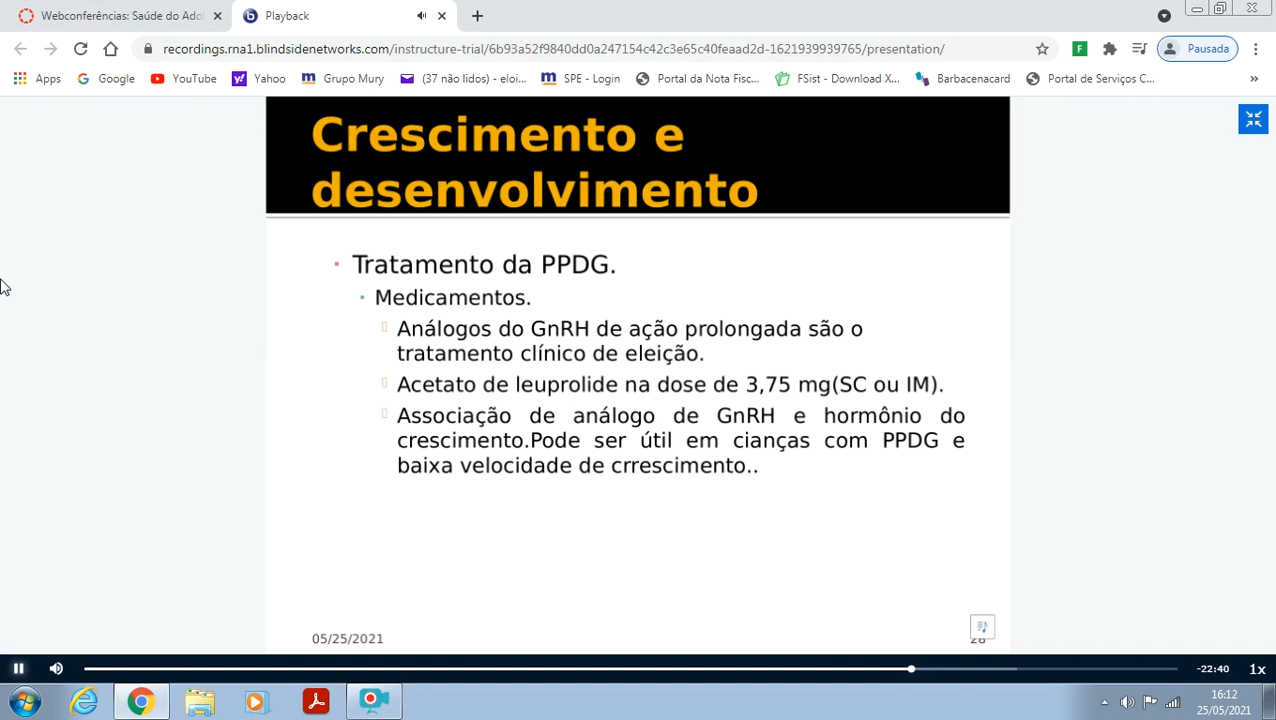 Webconferências: Saúde do Ado
Playback
recordings.rna1.blindsidenetworks.com/instructure-trial/6b93a52f9840dd0a247154c42c3e65c40feaad2d-1621939939765/presentation/
Pausada
Apps
Google
YouTube
Yahoo
Grupo Mury
(37 não lidos) - eloi...
SPE - Login
Portal da Nota Fisc...
FSist - Download X...
Barbacenacard
Portal de Serviços C...
»
Crescimento e
desenvolvimento
Tratamento da PPDG.
Medicamentos.
Análogos do GnRH de ação prolongada são o
tratamento clínico de eleição.
Acetato de leuprolide na dose de 3,75 mg(SC ou IM).
Associação de análogo de GnRH e hormônio do
crescimento.Pode ser útil em cianças com PPDG e
baixa velocidade de crrescimento..
05/25/2021
-22:40
1x
16:12
25/05/2021